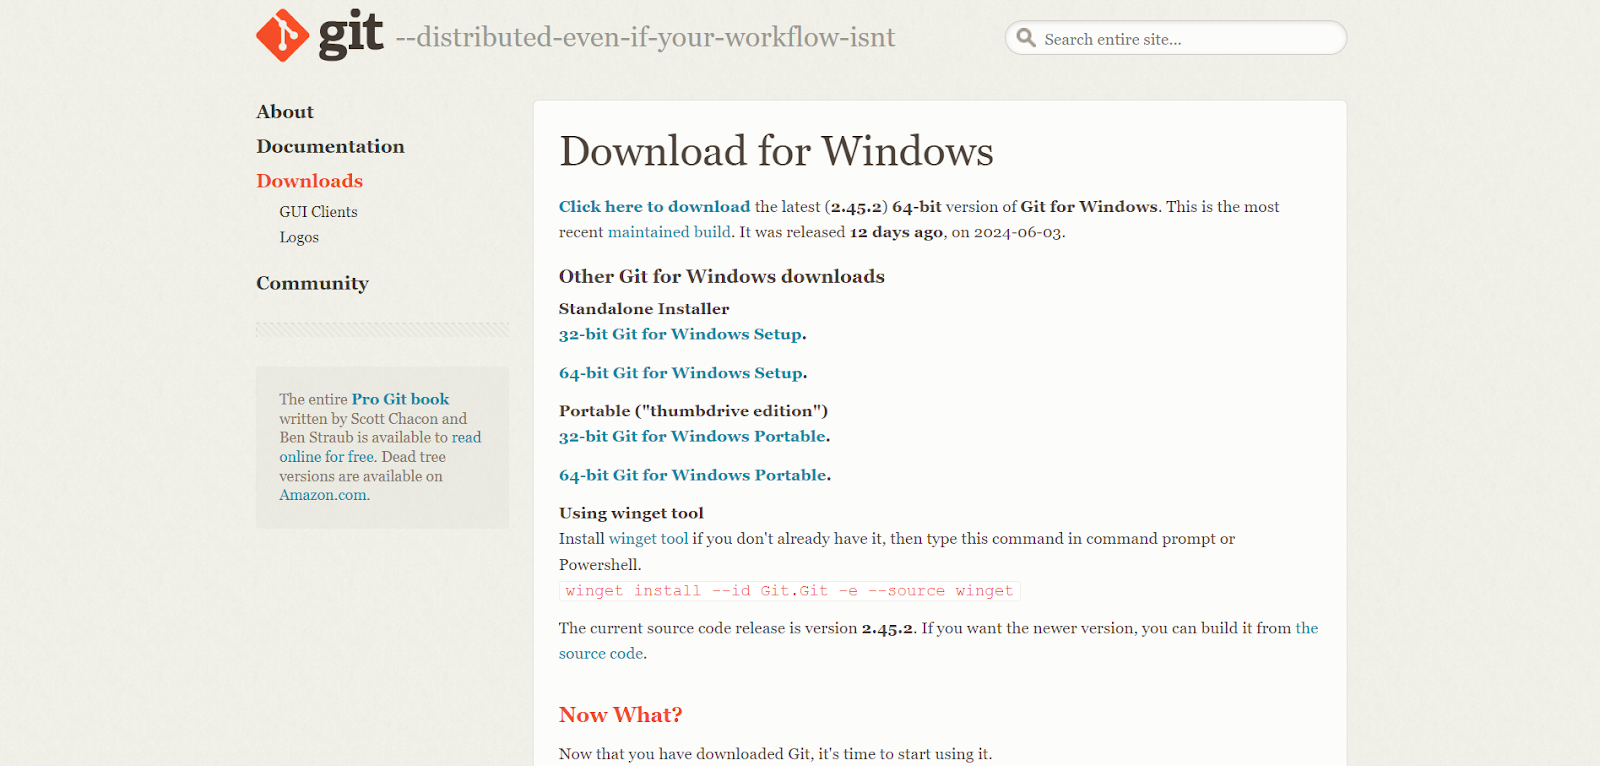 git --distributed-even-if-your-workflow-isnt
Search entire site...
About
Documentation
Downloads
GUI Clients
Logos
Community
The entire Pro Git book
written by Scott Chacon and
Ben Straub is available to read
online for free. Dead tree
versions are available on
Amazon.com.
Download for Windows
Click here to download the latest (2.45.2) 64-bit version of Git for Windows. This is the most
recent maintained build. It was released 12 days ago, on 2024-06-03.
Other Git for Windows downloads
Standalone Installer
32-bit Git for Windows Setup.
64-bit Git for Windows Setup.
Portable ("thumbdrive edition")
32-bit Git for Windows Portable.
64-bit Git for Windows Portable.
Using winget tool
Install winget tool if you don't already have it, then type this command in command prompt or
Powershell.
winget install --id Git.Git -e --source winget
The current source code release is version 2.45.2. If you want the newer version, you can build it from the
source code.
Now What?
Now that you have downloaded Git, it's time to start using it.